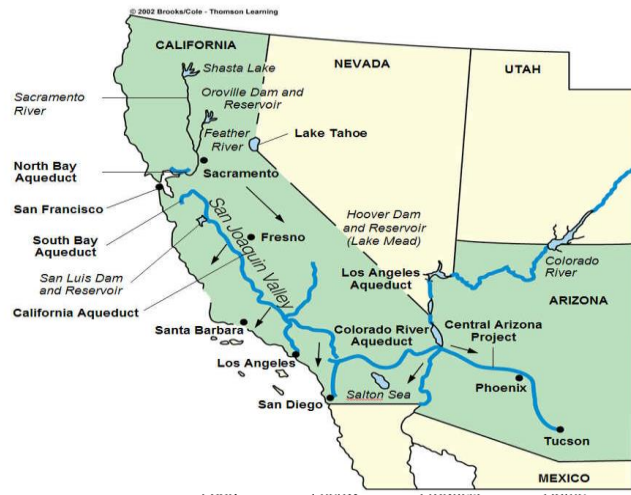 © 2002 Brooks/Cole - Thomson Learning
CALIFORNIA
NEVADA
UTAH
Shasta Lake
Sacramento
River
Oroville Dam and
Reservoir
Feather
River
Lake Tahoe
North Bay
Aqueduct
Sacramento
San Francisco
South Bay
Aqueduct
San Joaquin Valley
Fresno
Hoover Dam
and Reservoir
(Lake Mead)
San Luis Dam
and Reservoir
Los Angeles
Aqueduct
Colorado
River
ARIZONA
California Aqueduct
Santa Barbara
Colorado River
Aqueduct
Central Arizona
Project
Los Angeles
Phoenix
San Diego
Salton Sea
Tucson
MEXICO